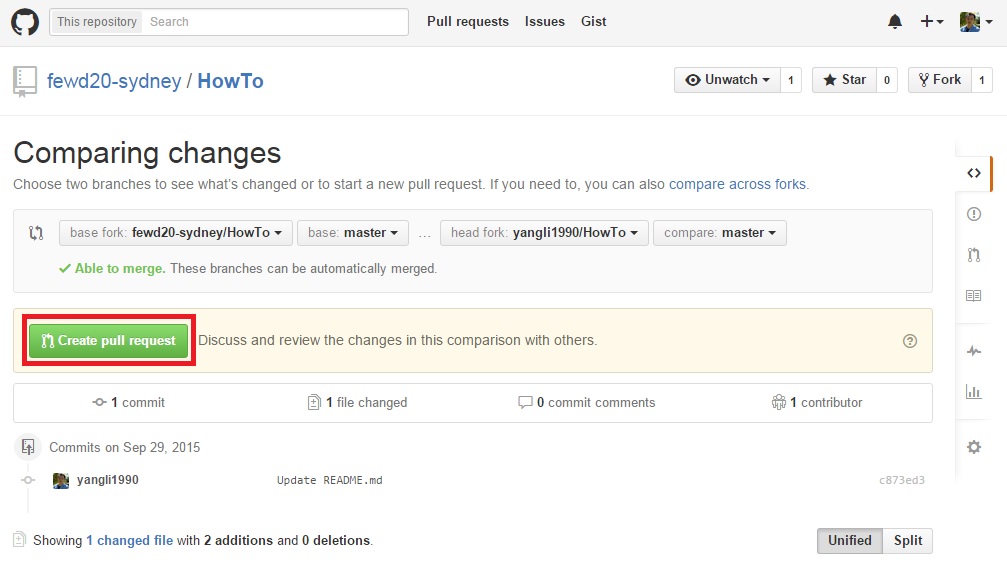 This repository Search Pull requests Issues Gist
fewd20-sydney / HowTo Unwatch 1 Star 0 Fork 1
Comparing changes
Choose two branches to see what's changed or to start a new pull request. If you need to, you can also compare across forks.
base fork: fewd20-sydney/HowTo base: master ... head fork: yangli1990/HowTo compare: master
Able to merge. These branches can be automatically merged.
Create pull request Discuss and review the changes in this comparison with others.
1 commit 1 file changed 0 commit comments 1 contributor
Commits on Sep 29, 2015
yangli1990 Update README.md c873ed3
Showing 1 changed file with 2 additions and 0 deletions. Unified Split